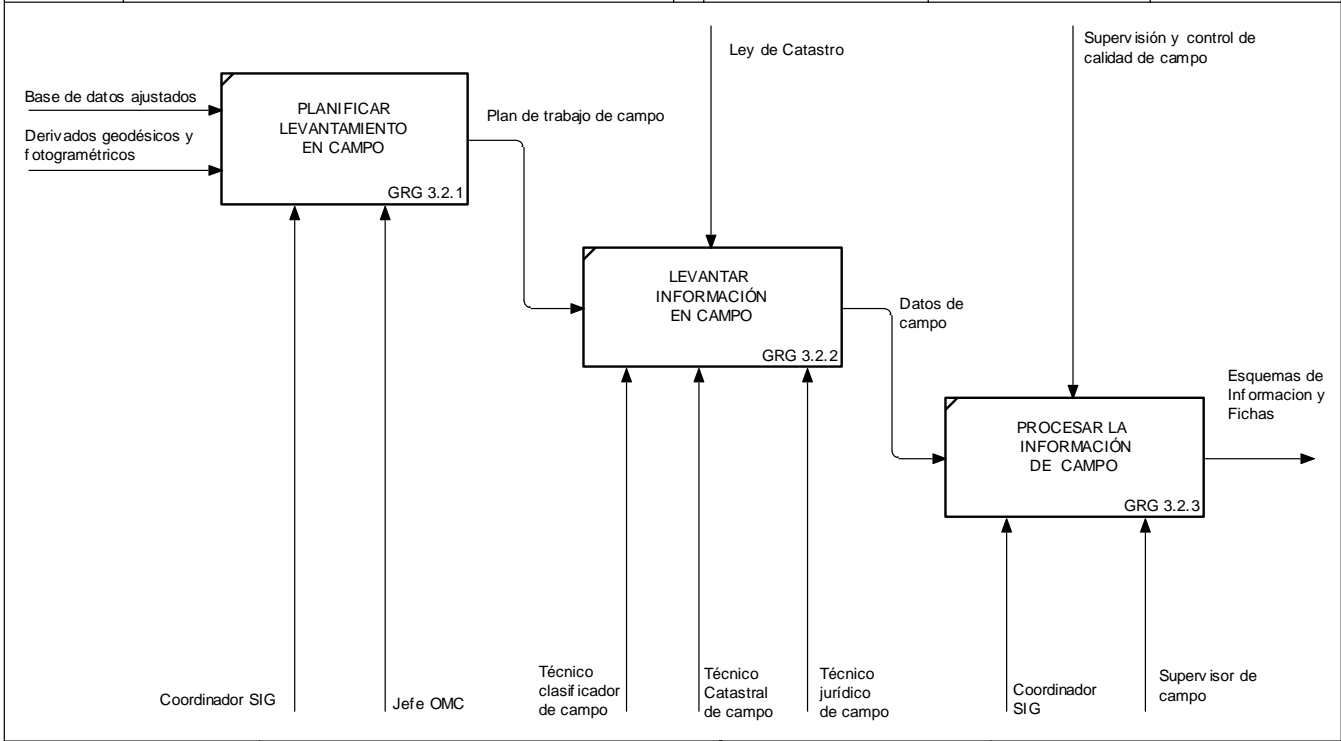 Ley de Catastro
Supervisión y control de
calidad de campo
Base de datos ajustados
Derivados geodésicos y
fotogramétricos
PLANIFICAR
LEVANTAMIENTO
EN CAMPO
GRG 3.2.1
Plan de trabajo de campo
LEVANTAR
INFORMACIÓN
EN CAMPO
GRG 3.2.2
Datos de
campo
PROCESAR LA
INFORMACIÓN
DE CAMPO
GRG 3.2.3
Esquemas de
Informacion y
Fichas
Coordinador SIG
Jefe OMC
Técnico
clasificador
de campo
Técnico
Catastral
de campo
Técnico
jurídico
de campo
Coordinador
SIG
Supervisor de
campo